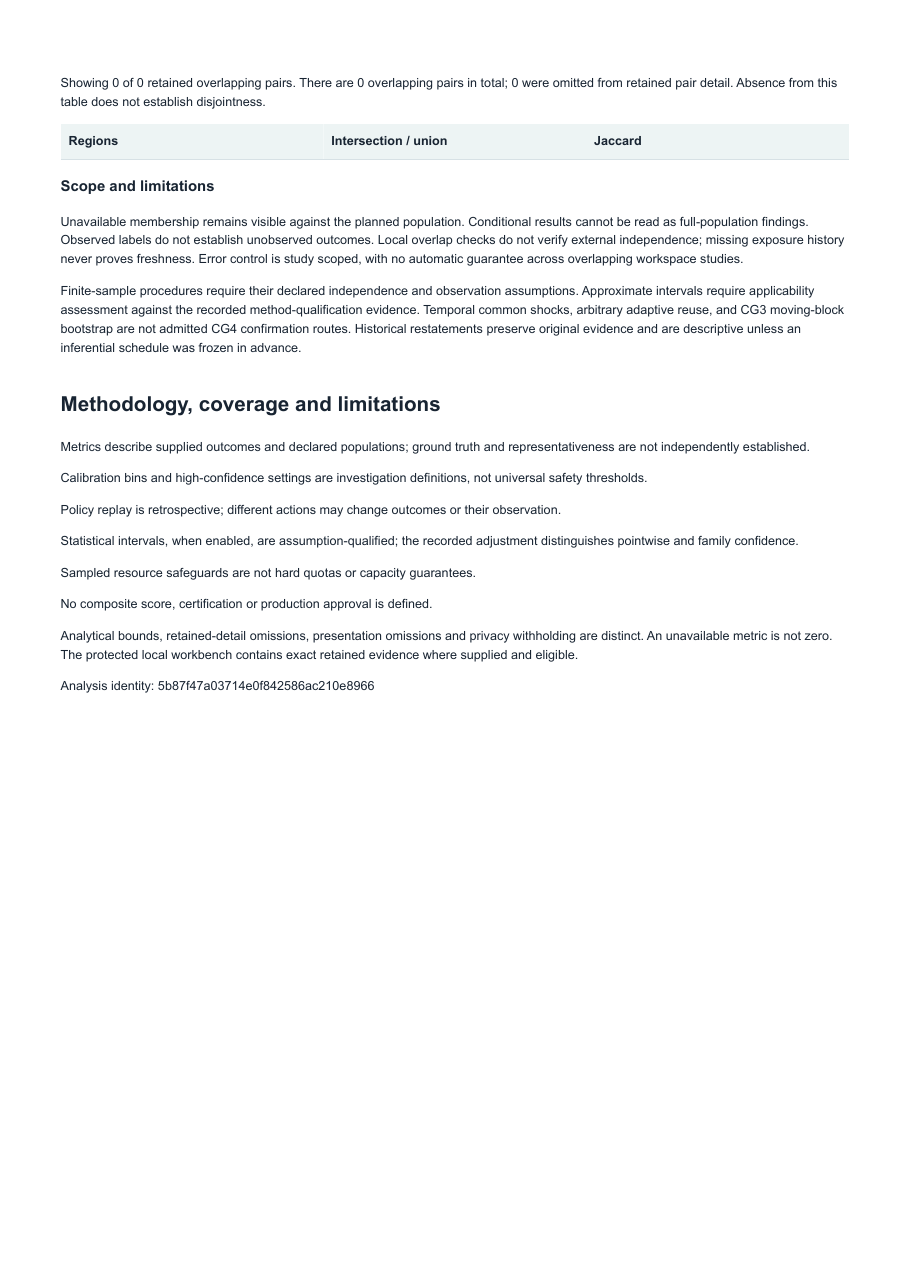 Showing 0 of 0 retained overlapping pairs. There are 0 overlapping pairs in total; 0 were omitted from retained pair detail. Absence from this
table does not establish disjointness.
Regions Intersection / union Jaccard
Scope and limitations
Unavailable membership remains visible against the planned population. Conditional results cannot be read as full-population findings.
Observed labels do not establish unobserved outcomes. Local overlap checks do not verify external independence; missing exposure history
never proves freshness. Error control is study scoped, with no automatic guarantee across overlapping workspace studies.
Finite-sample procedures require their declared independence and observation assumptions. Approximate intervals require applicability
assessment against the recorded method-qualification evidence. Temporal common shocks, arbitrary adaptive reuse, and CG3 moving-block
bootstrap are not admitted CG4 confirmation routes. Historical restatements preserve original evidence and are descriptive unless an
inferential schedule was frozen in advance.
Methodology, coverage and limitations
Metrics describe supplied outcomes and declared populations; ground truth and representativeness are not independently established.
Calibration bins and high-confidence settings are investigation definitions, not universal safety thresholds.
Policy replay is retrospective; different actions may change outcomes or their observation.
Statistical intervals, when enabled, are assumption-qualified; the recorded adjustment distinguishes pointwise and family confidence.
Sampled resource safeguards are not hard quotas or capacity guarantees.
No composite score, certification or production approval is defined.
Analytical bounds, retained-detail omissions, presentation omissions and privacy withholding are distinct. An unavailable metric is not zero.
The protected local workbench contains exact retained evidence where supplied and eligible.
Analysis identity: 5b87f47a03714e0f842586ac210e8966